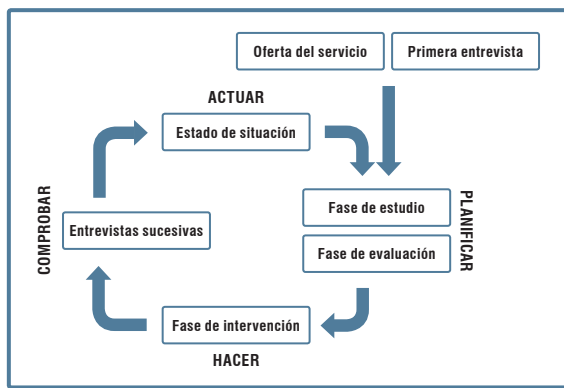 Oferta del servicio
Primera entrevista
ACTUAR
Estado de situación
Fase de estudio
Fase de evaluación
PLANIFICAR
COMPROBAR
Entrevistas sucesivas
Fase de intervención
HACER